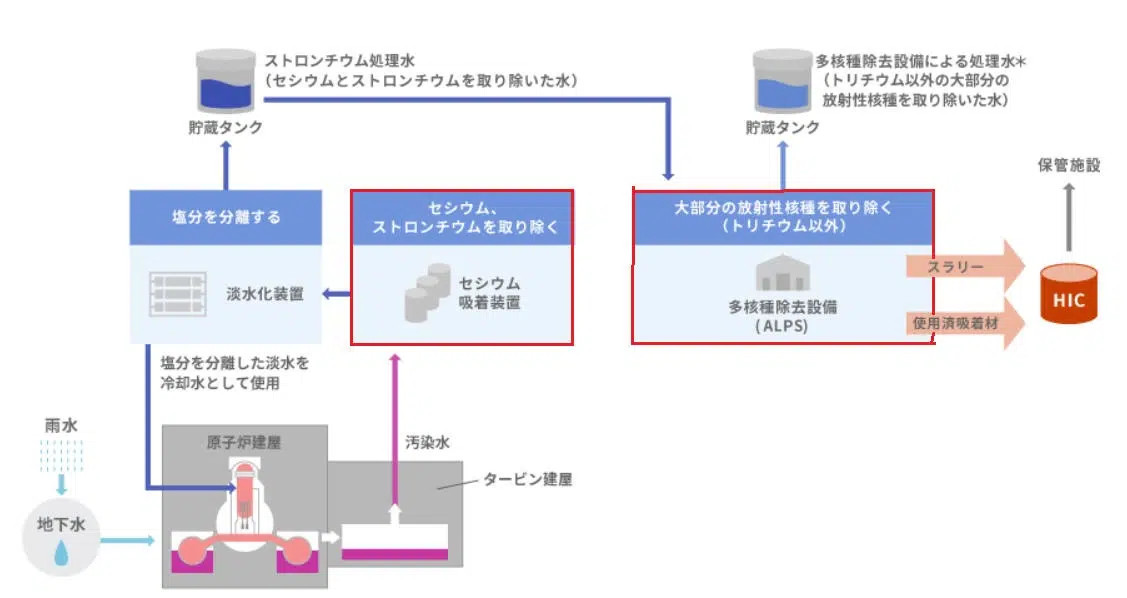 ストロンチウム処理水
（セシウムとストロンチウムを取り除いた水）
貯蔵タンク
多核種除去設備による処理水＊
（トリチウム以外の大部分の
放射性核種を取り除いた水）
貯蔵タンク
保管施設
塩分を分離する
淡水化装置
セシウム、
ストロンチウムを取り除く
セシウム
吸着装置
大部分の放射性核種を取り除く
（トリチウム以外）
多核種除去設備
(ALPS)
スラリー
使用済吸着材
HIC
塩分を分離した淡水を
冷却水として使用
雨水
地下水
原子炉建屋
汚染水
タービン建屋